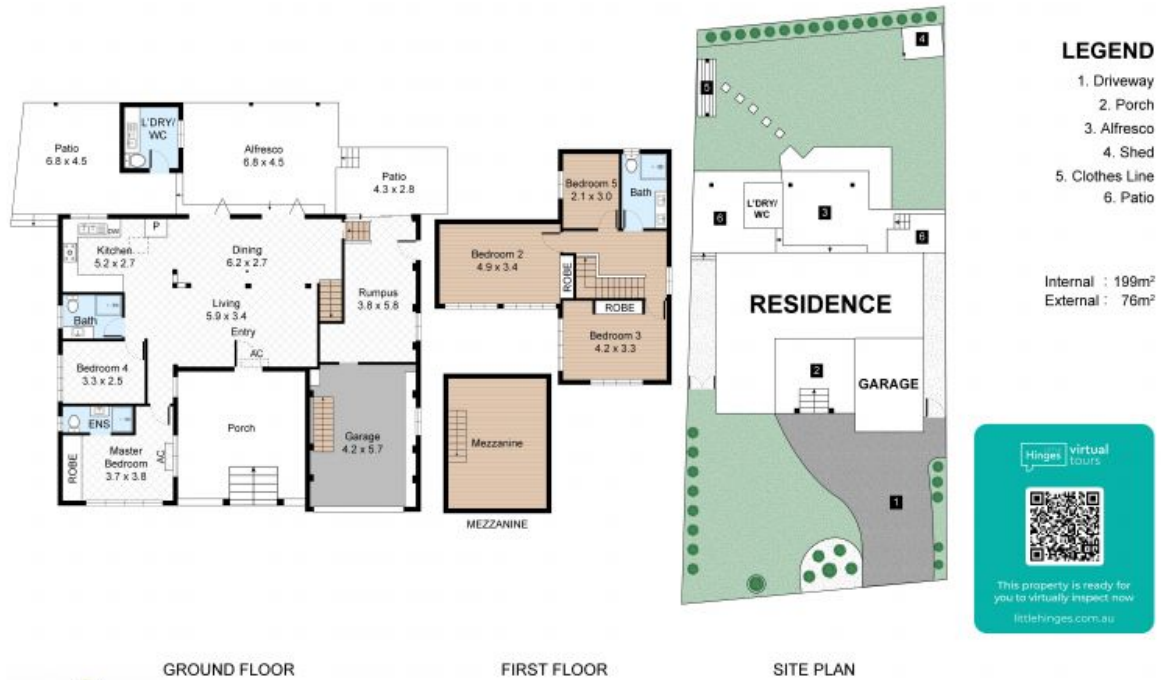 L'DRY/
WC
Patio
6.8 x 4.5
Alfresco
6.8 x 4.5
Patio
4.3 x 2.8
P
DW
Kitchen
5.2 x 2.7
Dining
6.2 x 2.7
Rumpus
3.8 x 5.8
Living
5.9 x 3.4
Bath
Entry
AC
Bedroom 4
3.3 x 2.5
ENS
Master
Bedroom
3.7 x 3.8
ROBE
AC
Porch
Garage
4.2 x 5.7
GROUND FLOOR
Bedroom 5
2.1 x 3.0
Bath
Bedroom 2
4.9 x 3.4
ROBE
ROBE
Bedroom 3
4.2 x 3.3
Mezzanine
MEZZANINE
FIRST FLOOR
4
5
L'DRY/
WC
6
3
6
RESIDENCE
2
GARAGE
1
SITE PLAN
LEGEND
1. Driveway
2. Porch
3. Alfresco
4. Shed
5. Clothes Line
6. Patio
Internal : 199m²
External : 76m²
Hinges virtual
tours
This property is ready for
you to virtually inspect now
littlehinges.com.au